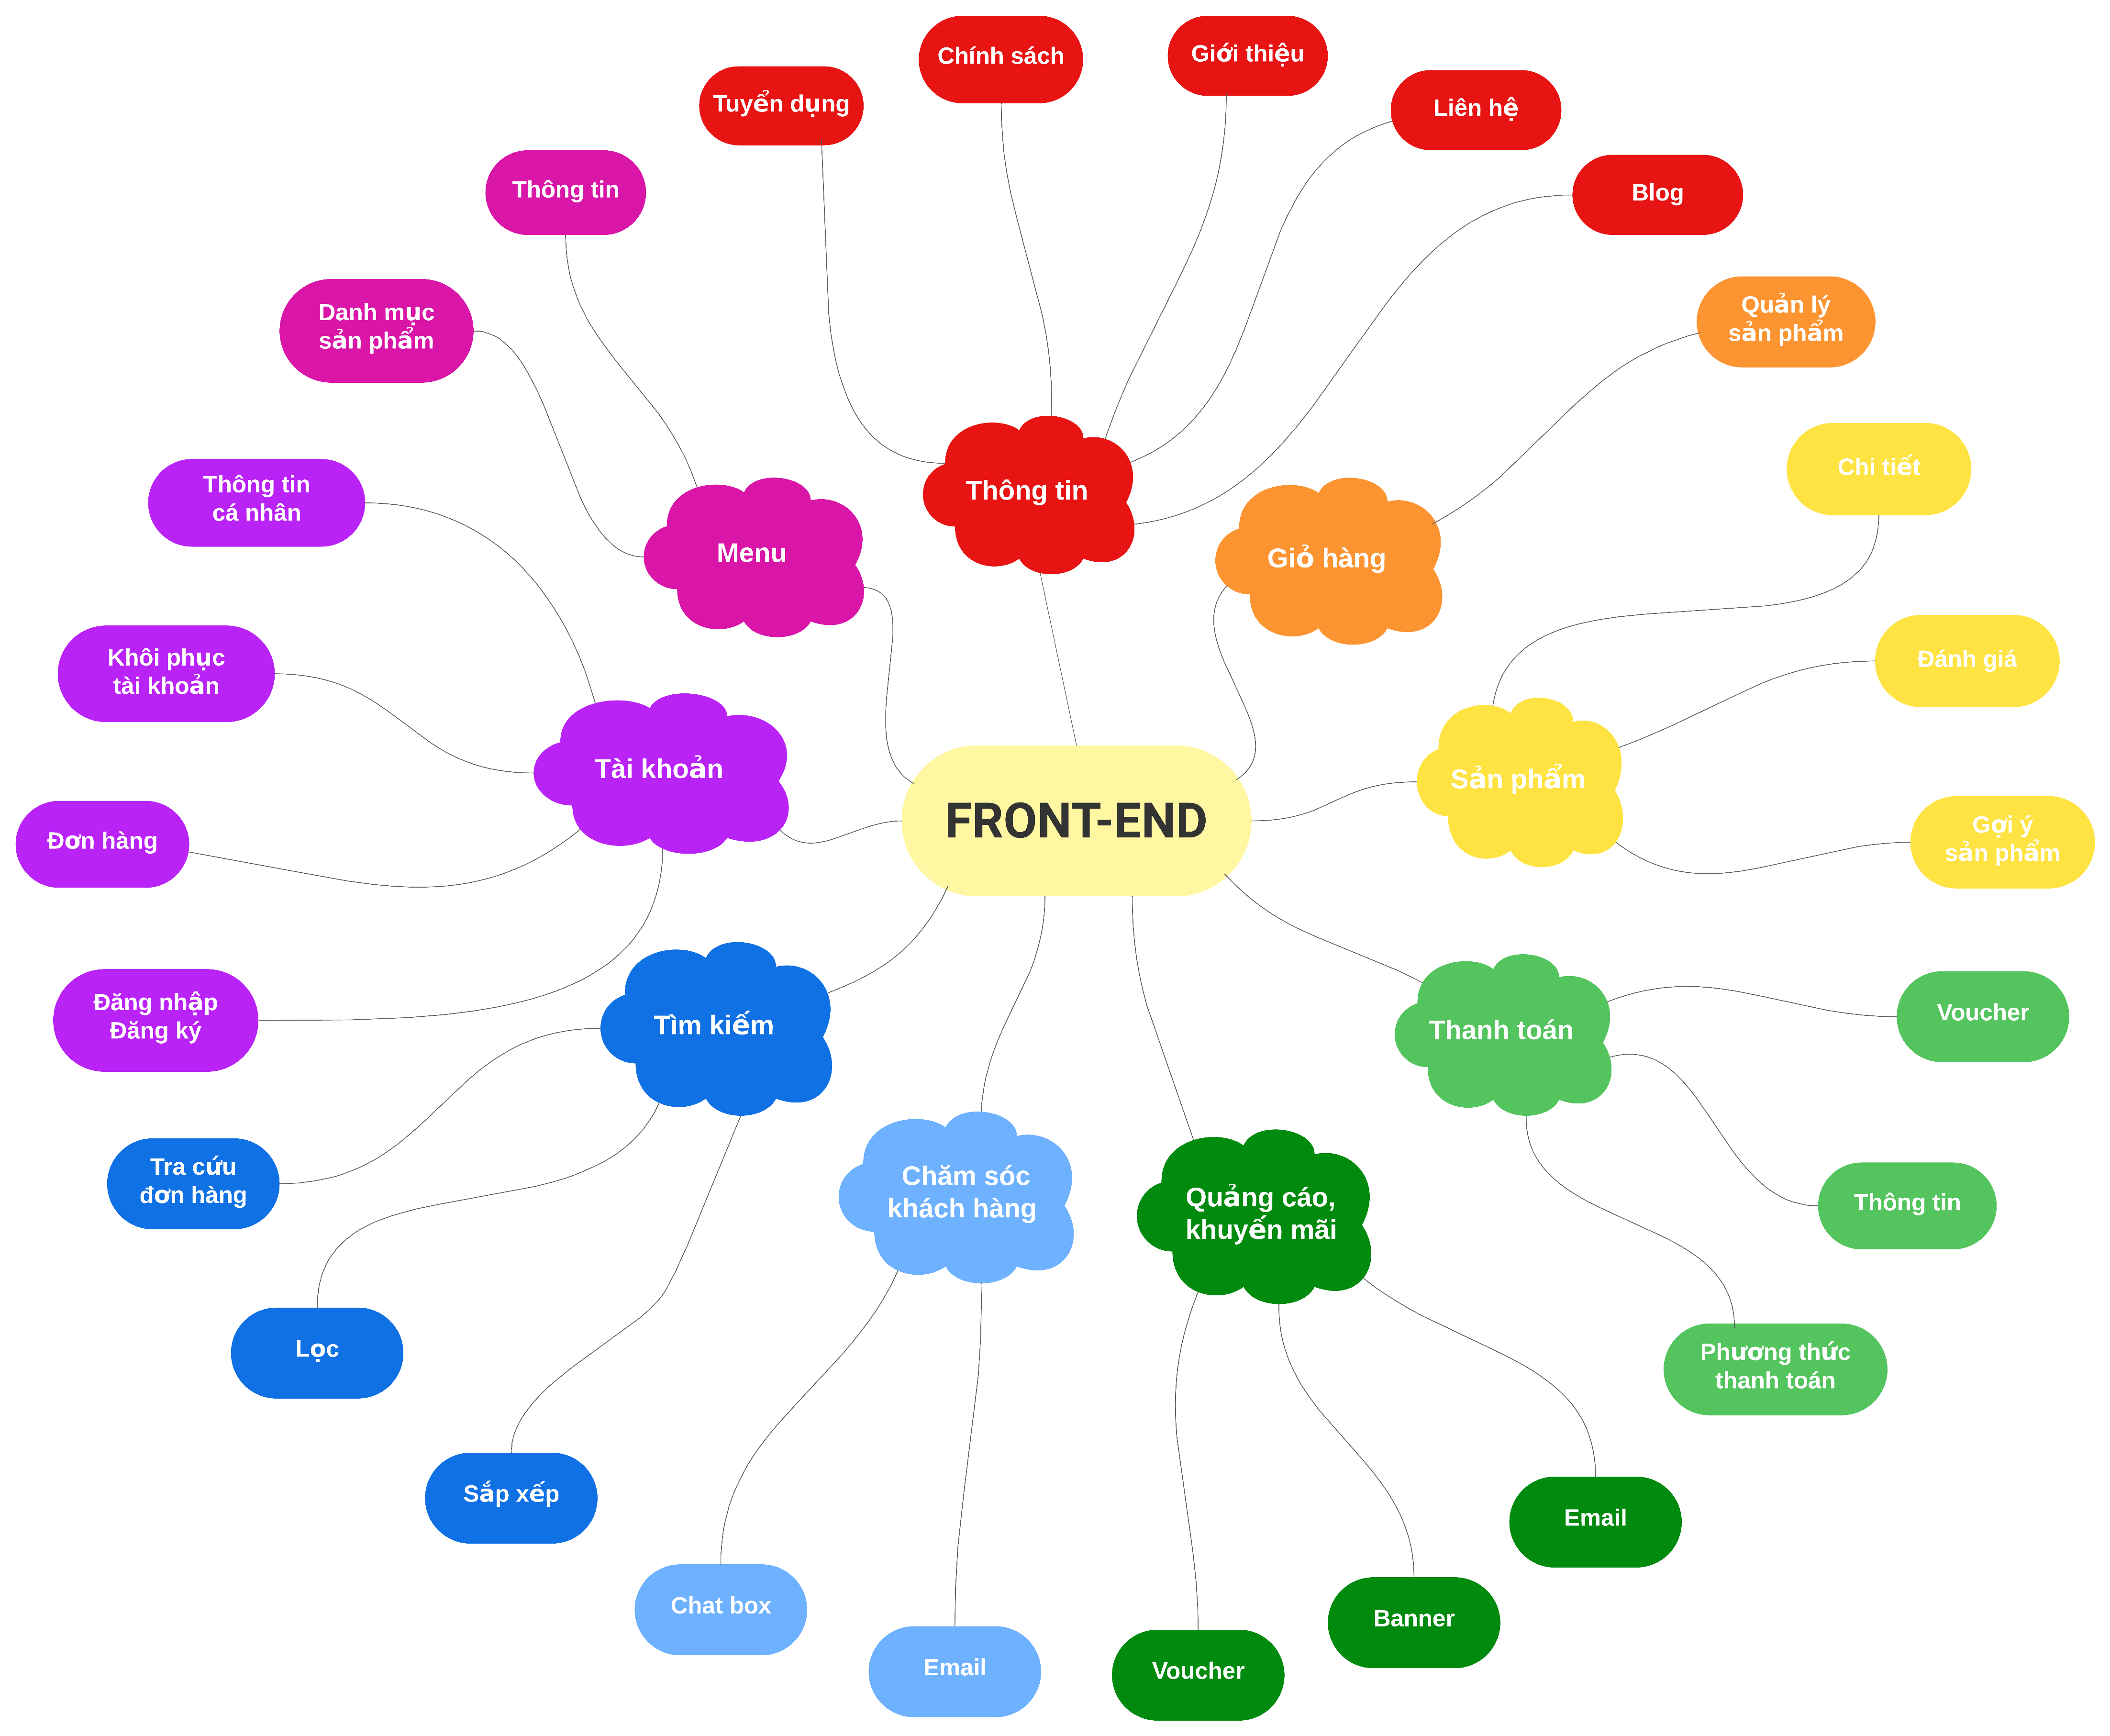 Chính sách
Giới thiệu
Tuyển dụng
Liên hệ
Thông tin
Blog
Danh mục
sản phẩm
Quản lý
sản phẩm
Chi tiết
Thông tin
cá nhân
Thông tin
Menu
Giỏ hàng
Khôi phục
tài khoản
Đánh giá
Tài khoản
Sản phẩm
FRONT-END
Đơn hàng
Gợi ý
sản phẩm
Đăng nhập
Đăng ký
Tìm kiếm
Thanh toán
Voucher
Tra cứu
đơn hàng
Chăm sóc
khách hàng
Quảng cáo,
khuyến mãi
Thông tin
Lọc
Phương thức
thanh toán
Sắp xếp
Email
Chat box
Banner
Email
Voucher